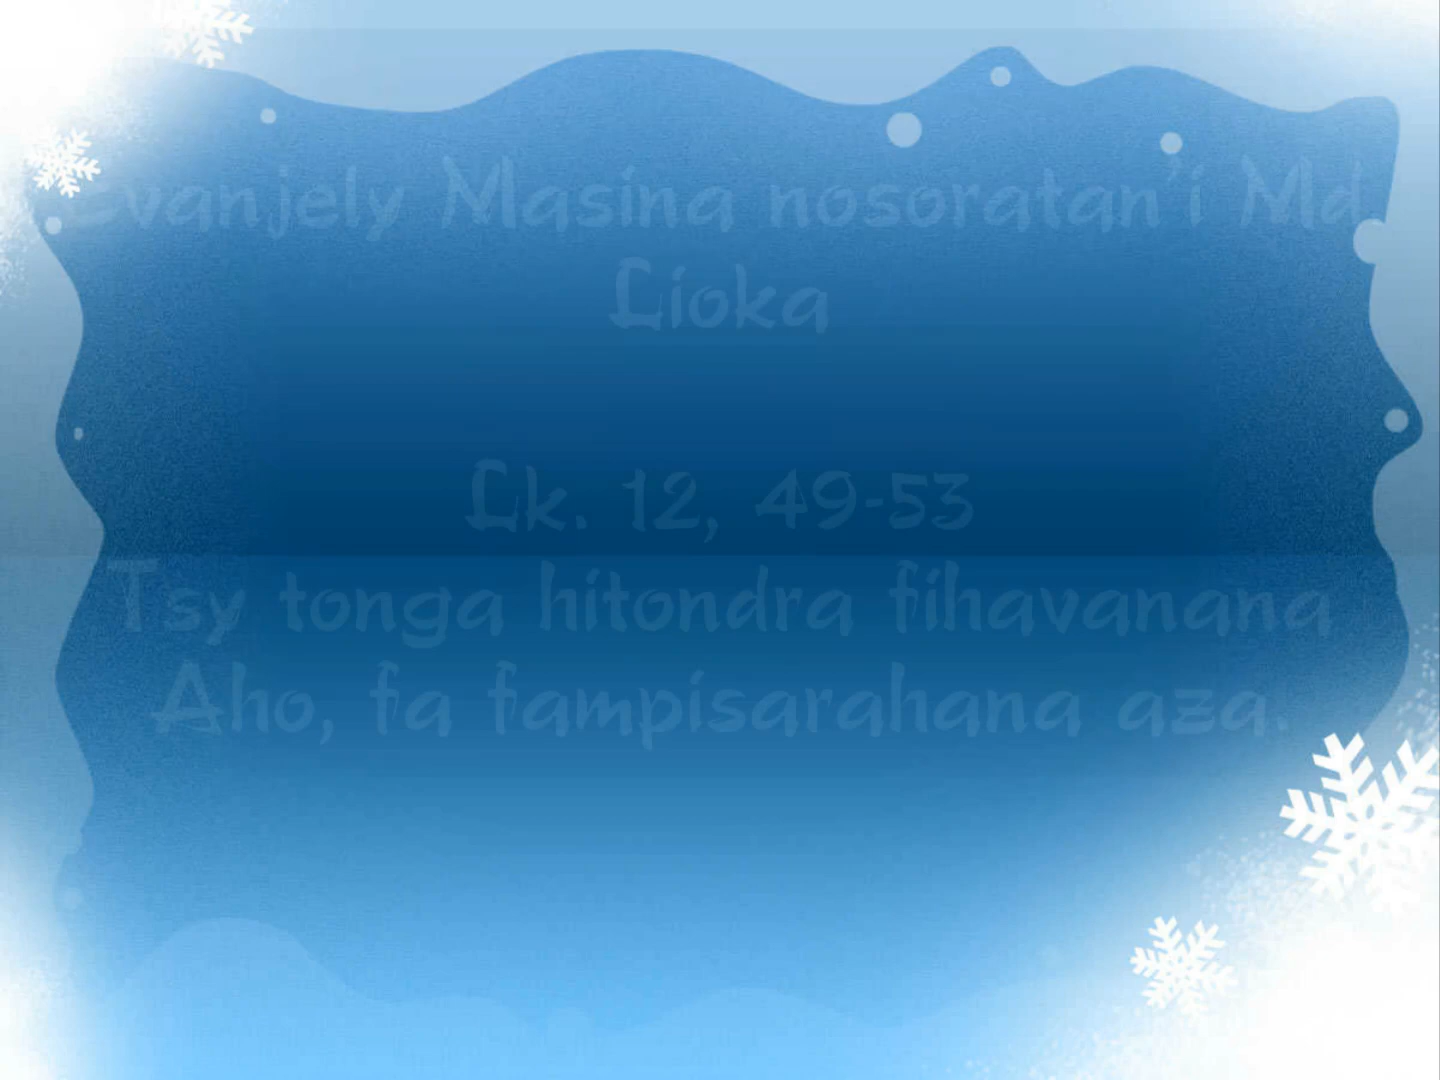 Evanjely Masina nosoratan'i Md
Lioka
Lk. 12, 49-53
Tsy tonga hitondra fihavanana
Aho, fa fampisarahana aza.